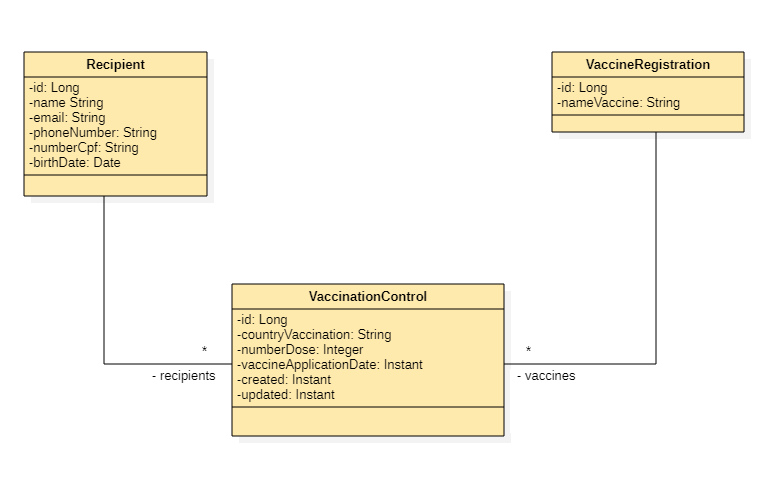 Recipient
-id: Long
-name String
-email: String
-phoneNumber: String
-numberCpf: String
-birthDate: Date
VaccineRegistration
-id: Long
-nameVaccine: String
VaccinationControl
-id: Long
-countryVaccination: String
-numberDose: Integer
-vaccineApplicationDate: Instant
-created: Instant
-updated: Instant
*
- recipients
*
- vaccines